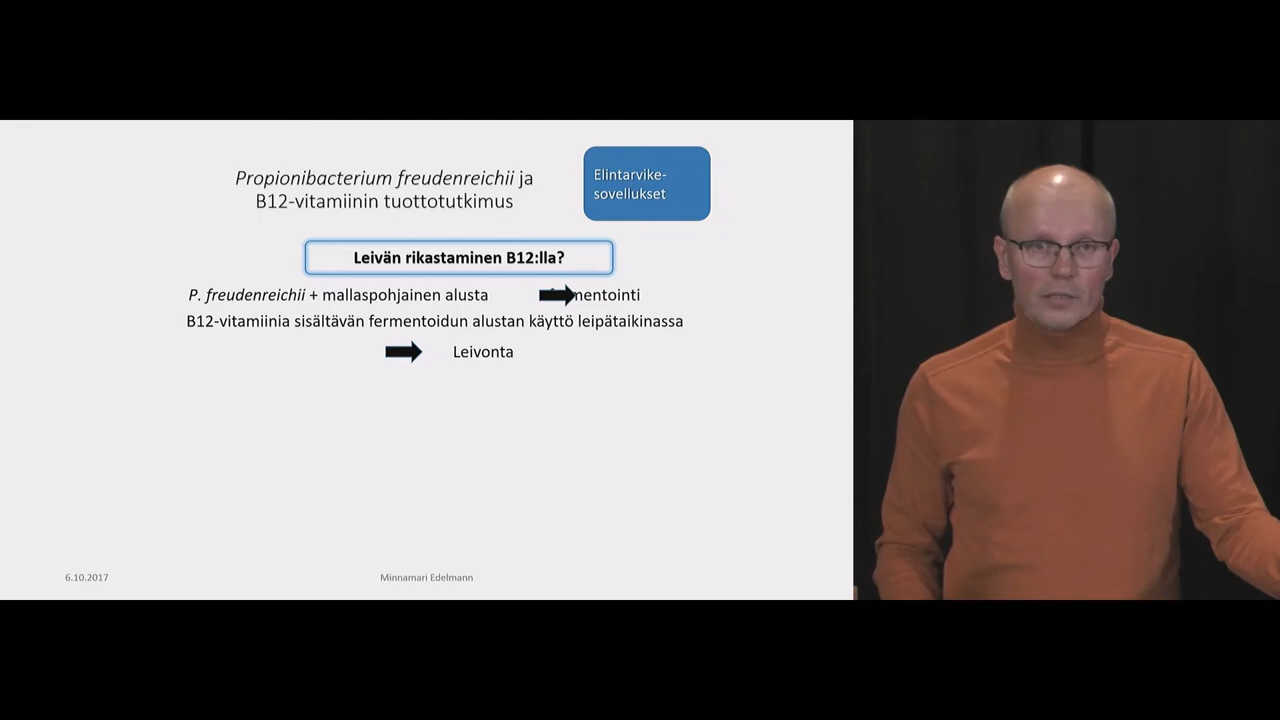 Propionibacterium freudenreichii ja
B12-vitamiinin tuottotutkimus
Elintarvike-
sovellukset
Leivän rikastaminen B12:lla?
P. freudenreichii + mallaspohjainen alusta
B12-vitamiinia sisältävän fermentoidun alustan käyttö leipätaikinassa
Leivonta
6.10.2017
Minnamari Edelmann